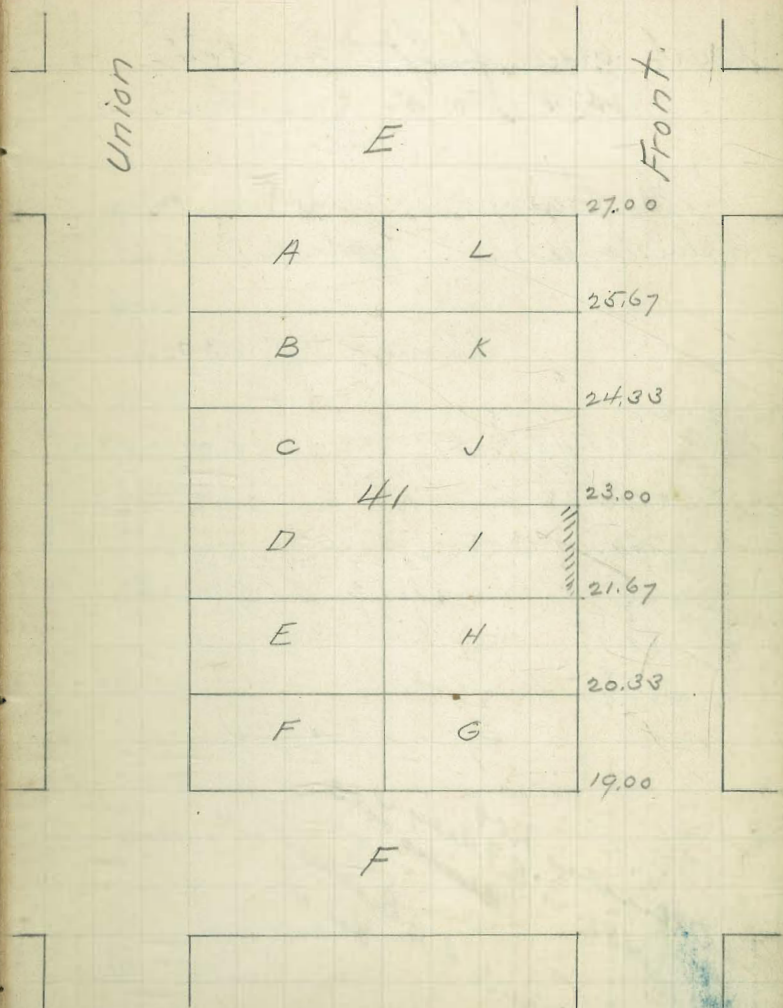 Union
Front.
E
27.00
A L
25.67
B K
24.33
C J
41
23.00
D I
21.67
E H
20.33
F G
19.00
F